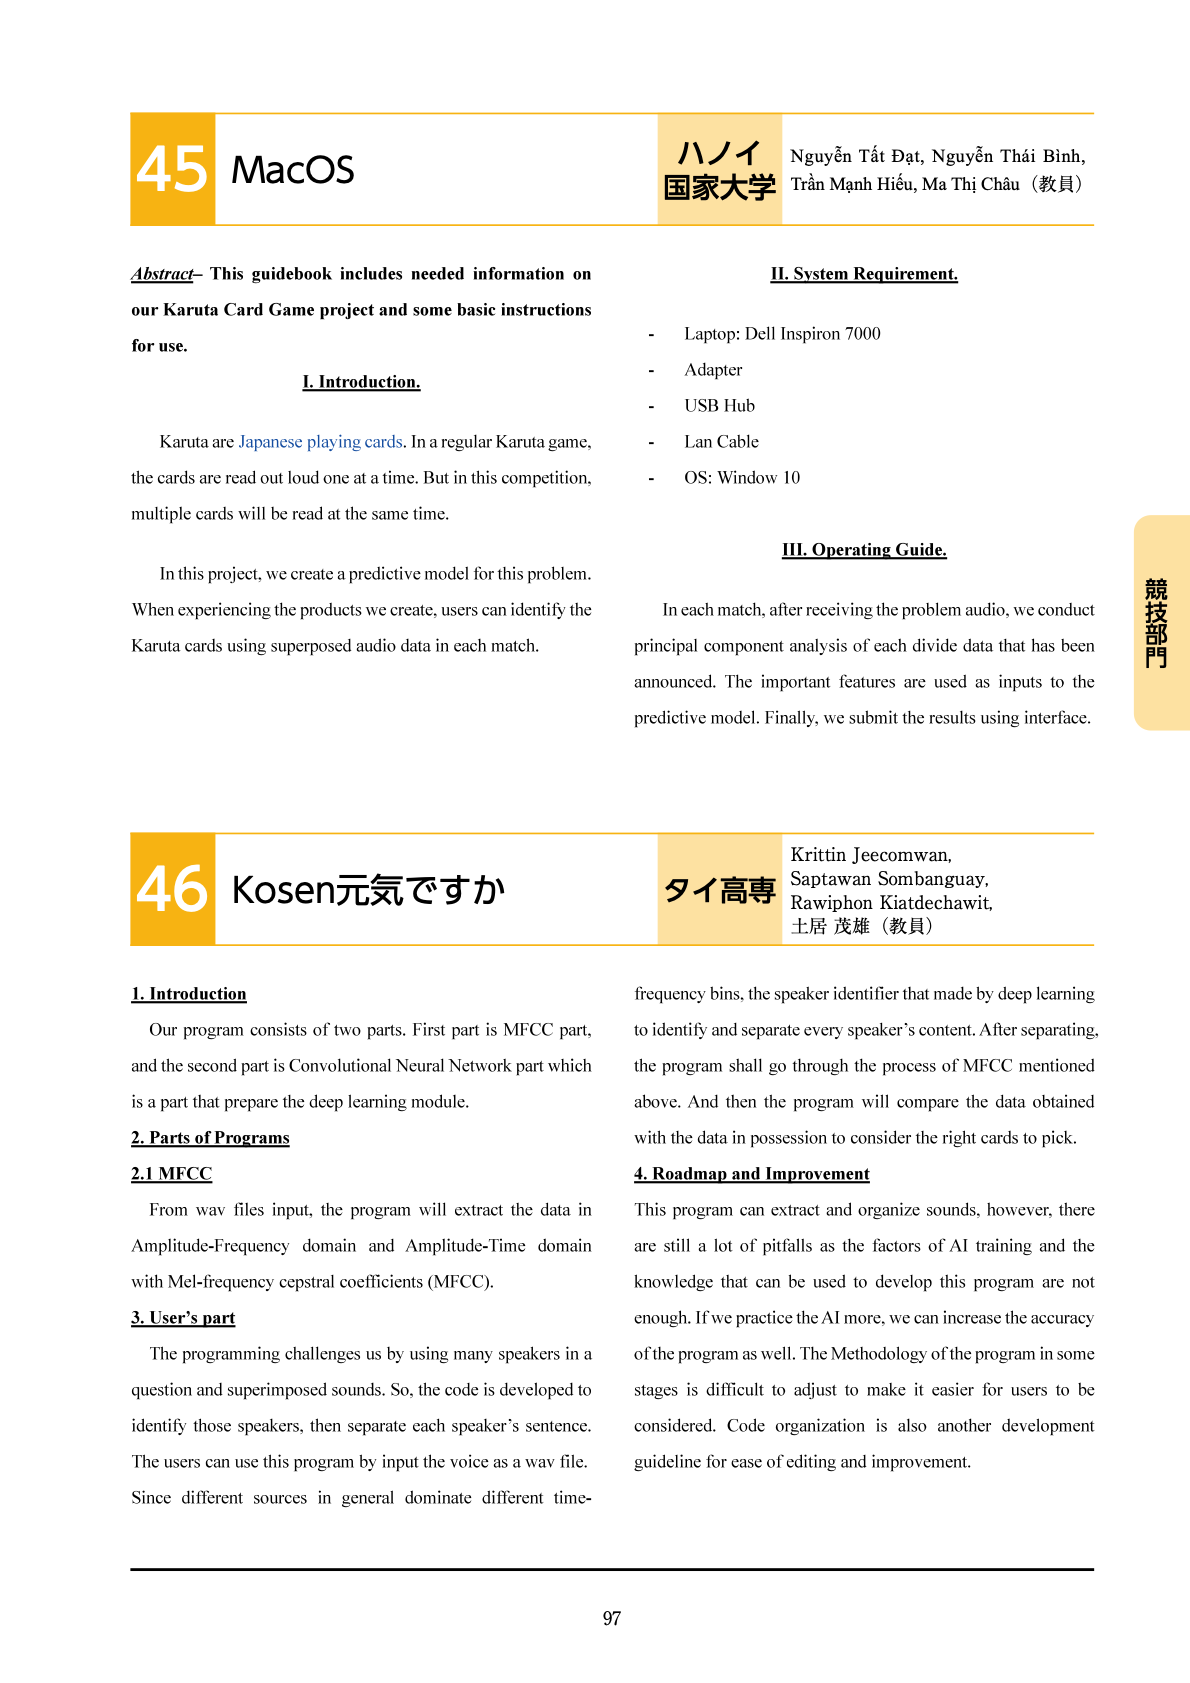 45
MacOS
ハノイ
国家大学
Nguyễn Tất Đạt, Nguyễn Thái Bình,
Trần Mạnh Hiếu, Ma Thị Châu（教員）
Abstract– This guidebook includes needed information on
our Karuta Card Game project and some basic instructions
for use.
I. Introduction.
Karuta are Japanese playing cards. In a regular Karuta game,
the cards are read out loud one at a time. But in this competition,
multiple cards will be read at the same time.
In this project, we create a predictive model for this problem.
When experiencing the products we create, users can identify the
Karuta cards using superposed audio data in each match.
II. System Requirement.
- Laptop: Dell Inspiron 7000
- Adapter
- USB Hub
- Lan Cable
- OS: Window 10
III. Operating Guide.
In each match, after receiving the problem audio, we conduct
principal component analysis of each divide data that has been
announced. The important features are used as inputs to the
predictive model. Finally, we submit the results using interface.
競技部門
46
Kosen元気ですか
タイ高専
Krittin Jeecomwan,
Saptawan Sombanguay,
Rawiphon Kiatdechawit,
土居 茂雄（教員）
1. Introduction
Our program consists of two parts. First part is MFCC part,
and the second part is Convolutional Neural Network part which
is a part that prepare the deep learning module.
2. Parts of Programs
2.1 MFCC
From wav files input, the program will extract the data in
Amplitude-Frequency domain and Amplitude-Time domain
with Mel-frequency cepstral coefficients (MFCC).
3. User’s part
The programming challenges us by using many speakers in a
question and superimposed sounds. So, the code is developed to
identify those speakers, then separate each speaker’s sentence.
The users can use this program by input the voice as a wav file.
Since different sources in general dominate different time-
frequency bins, the speaker identifier that made by deep learning
to identify and separate every speaker’s content. After separating,
the program shall go through the process of MFCC mentioned
above. And then the program will compare the data obtained
with the data in possession to consider the right cards to pick.
4. Roadmap and Improvement
This program can extract and organize sounds, however, there
are still a lot of pitfalls as the factors of AI training and the
knowledge that can be used to develop this program are not
enough. If we practice the AI more, we can increase the accuracy
of the program as well. The Methodology of the program in some
stages is difficult to adjust to make it easier for users to be
considered. Code organization is also another development
guideline for ease of editing and improvement.
97